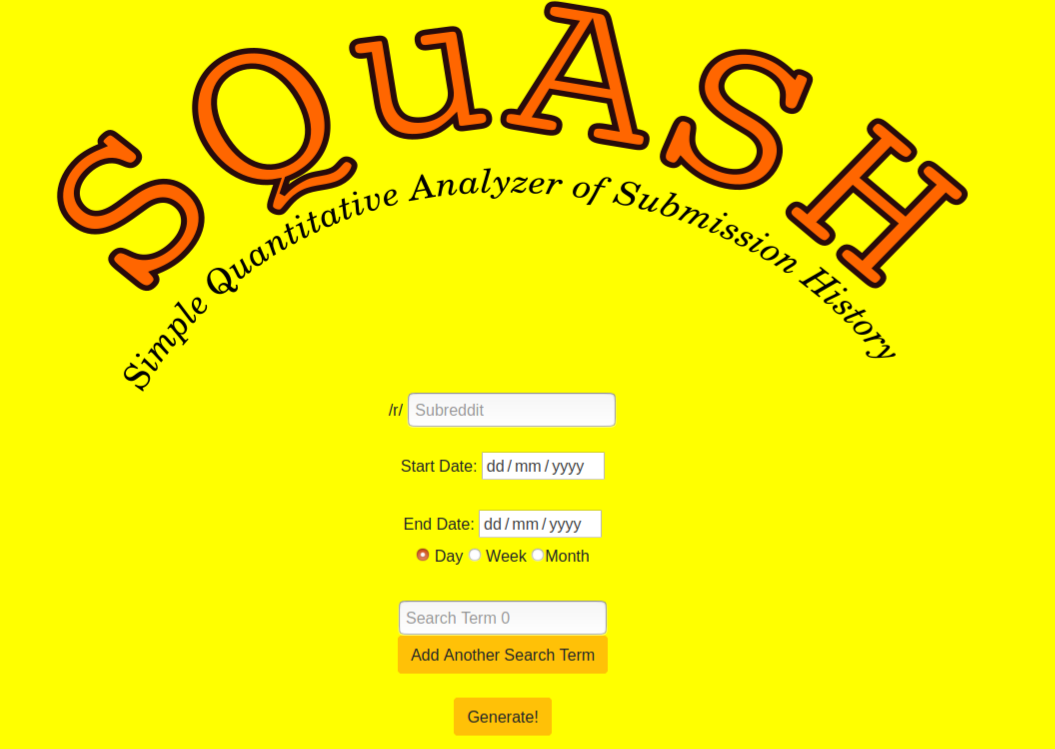 SQuASH
Simple Quantitative Analyzer of Submission History
/r/ Subreddit
Start Date: dd/mm/yyyy
End Date: dd/mm/yyyy
Day Week Month
Search Term 0
Add Another Search Term
Generate!